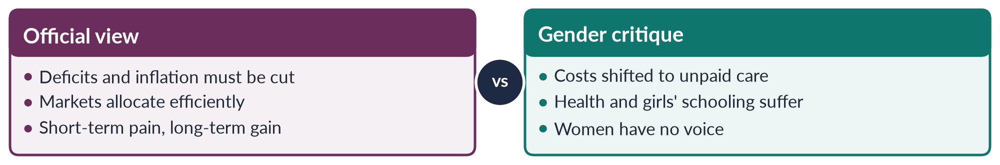 Official view
• Deficits and inflation must be cut
• Markets allocate efficiently
• Short-term pain, long-term gain
VS
Gender critique
• Costs shifted to unpaid care
• Health and girls' schooling suffer
• Women have no voice